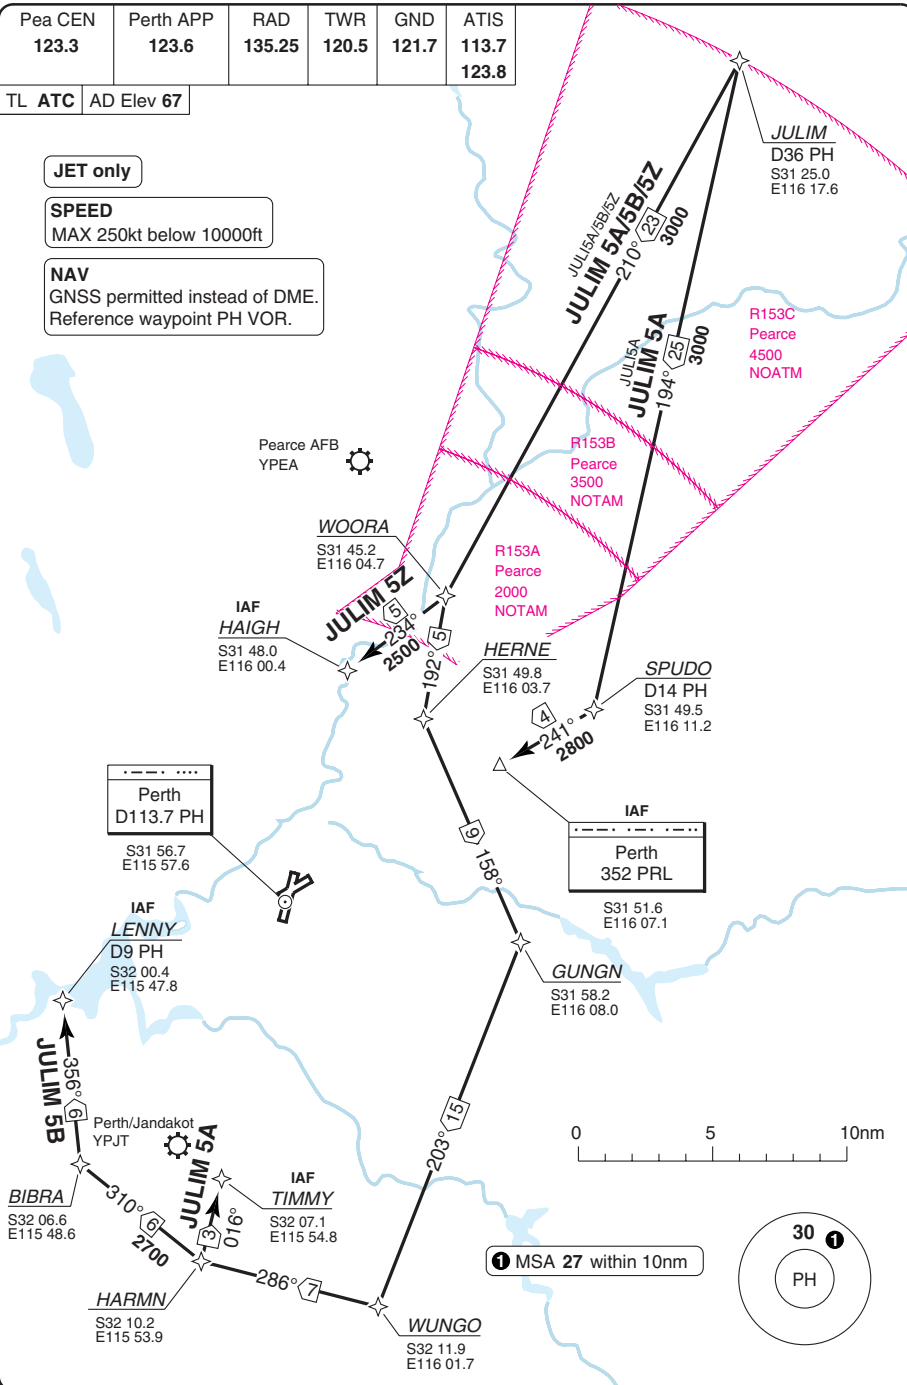 Pea CEN
123.3
Perth APP
123.6
RAD
135.25
TWR
120.5
GND
121.7
ATIS
113.7
123.8
TL ATC
AD Elev 67
JET only
SPEED
MAX 250kt below 10000ft
NAV
GNSS permitted instead of DME.
Reference waypoint PH VOR.
JULIM
D36 PH
S31 25.0
E116 17.6
JULI5A/5B/5Z
JULIM 5A/5B/5Z
210°
23
3000
JULI5A
JULIM 5A
194°
25
3000
R153C
Pearce
4500
NOATM
R153B
Pearce
3500
NOTAM
R153A
Pearce
2000
NOTAM
Pearce AFB
YPEA
WOORA
S31 45.2
E116 04.7
JULIM 5Z
5
234°
2500
IAF
HAIGH
S31 48.0
E116 00.4
5
192°
HERNE
S31 49.8
E116 03.7
SPUDO
D14 PH
S31 49.5
E116 11.2
4
241°
2800
Perth
D113.7 PH
S31 56.7
E115 57.6
IAF
Perth
352 PRL
S31 51.6
E116 07.1
9
158°
IAF
LENNY
D9 PH
S32 00.4
E115 47.8
GUNGN
S31 58.2
E116 08.0
JULIM 5B
356°
6
Perth/Jandakot
YPJT
JULIM 5A
15
203°
0
5
10nm
BIBRA
S32 06.6
E115 48.6
310°
6
2700
3
016°
IAF
TIMMY
S32 07.1
E115 54.8
286°
7
HARMN
S32 10.2
E115 53.9
WUNGO
S32 11.9
E116 01.7
1 MSA 27 within 10nm
30 1
PH